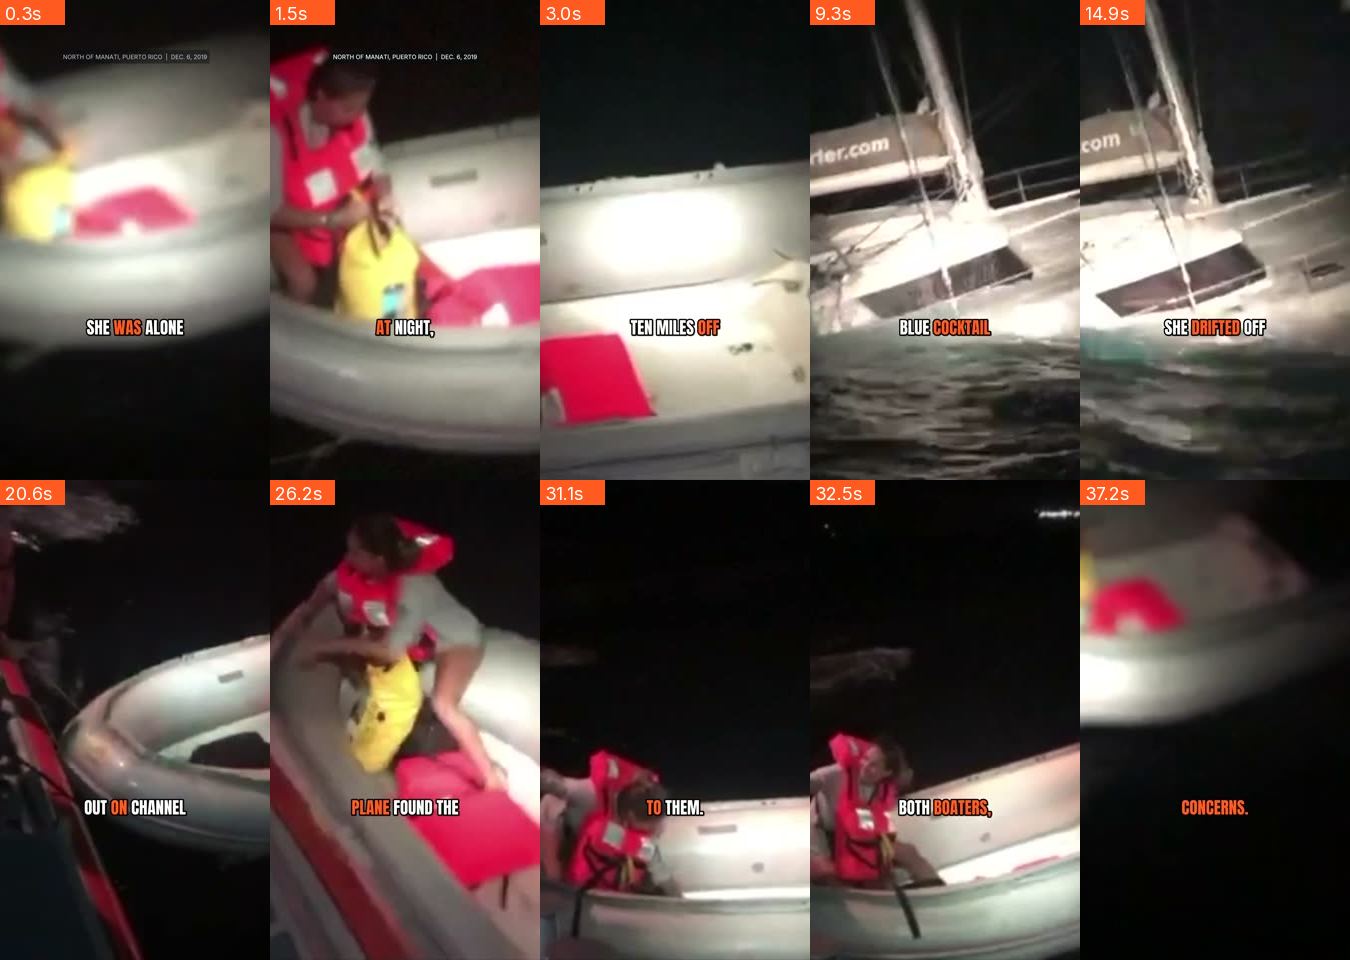 0.3s
NORTH OF MANATI, PUERTO RICO | DEC. 6, 2019
SHE WAS ALONE
1.5s
NORTH OF MANATI, PUERTO RICO | DEC. 6, 2019
AT NIGHT,
3.0s
TEN MILES OFF
9.3s
rter.com
BLUE COCKTAIL
14.9s
com
SHE DRIFTED OFF
20.6s
OUT ON CHANNEL
26.2s
PLANE FOUND THE
31.1s
TO THEM.
32.5s
BOTH BOATERS,
37.2s
CONCERNS.